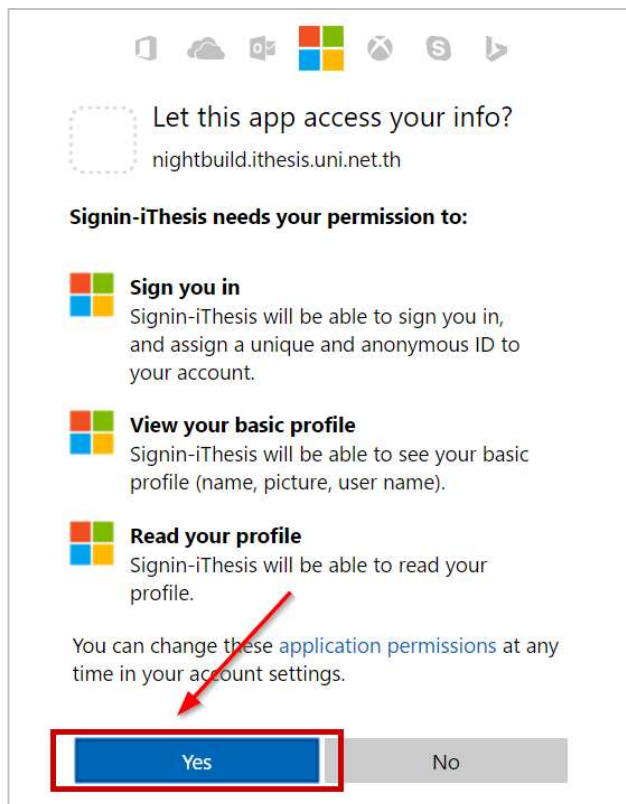 Let this app access your info?
nightbuild.ithesis.uni.net.th
Signin-iThesis needs your permission to:
Sign you in
Signin-iThesis will be able to sign you in,
and assign a unique and anonymous ID to
your account.
View your basic profile
Signin-iThesis will be able to see your basic
profile (name, picture, user name).
Read your profile
Signin-iThesis will be able to read your
profile.
You can change these application permissions at any
time in your account settings.
Yes
No